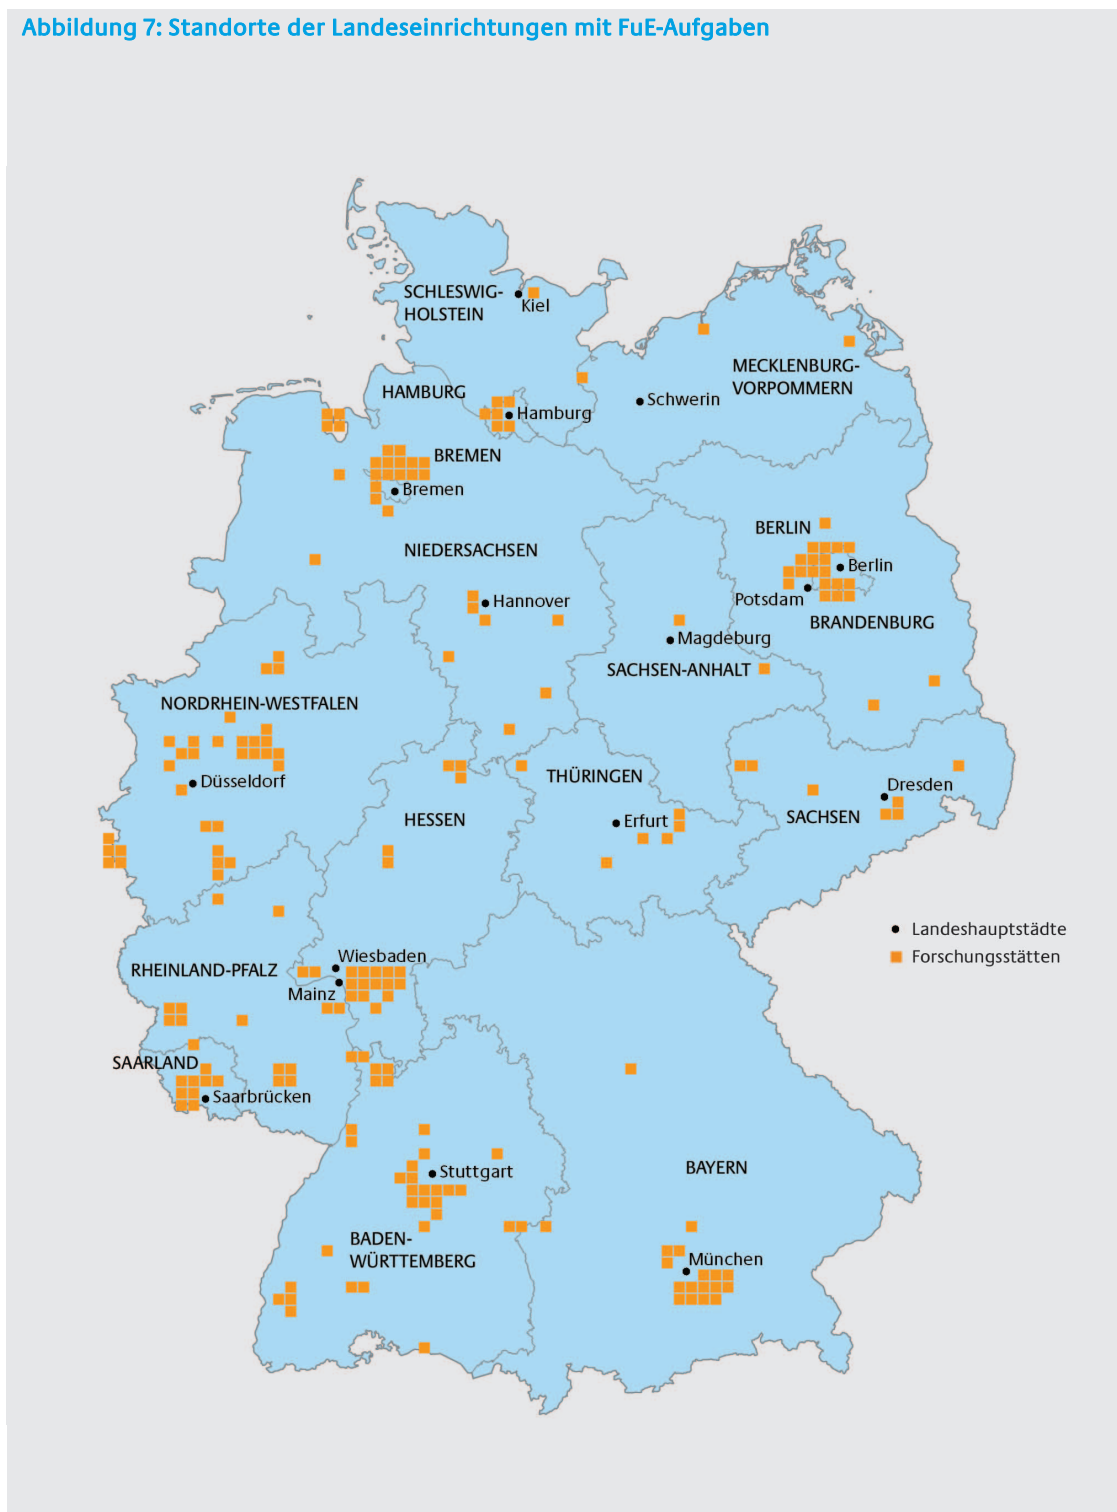 Abbildung 7: Standorte der Landeseinrichtungen mit FuE-Aufgaben
SCHLESWIG-
HOLSTEIN
Kiel
MECKLENBURG-
VORPOMMERN
HAMBURG
Schwerin
Hamburg
BREMEN
Bremen
BERLIN
NIEDERSACHSEN
Berlin
Hannover
Potsdam
BRANDENBURG
Magdeburg
SACHSEN-ANHALT
NORDRHEIN-WESTFALEN
Düsseldorf
THÜRINGEN
Dresden
HESSEN
Erfurt
SACHSEN
Landeshauptstädte
Forschungsstätten
Wiesbaden
RHEINLAND-PFALZ
Mainz
SAARLAND
Saarbrücken
Stuttgart
BAYERN
BADEN-
WÜRTTEMBERG
München